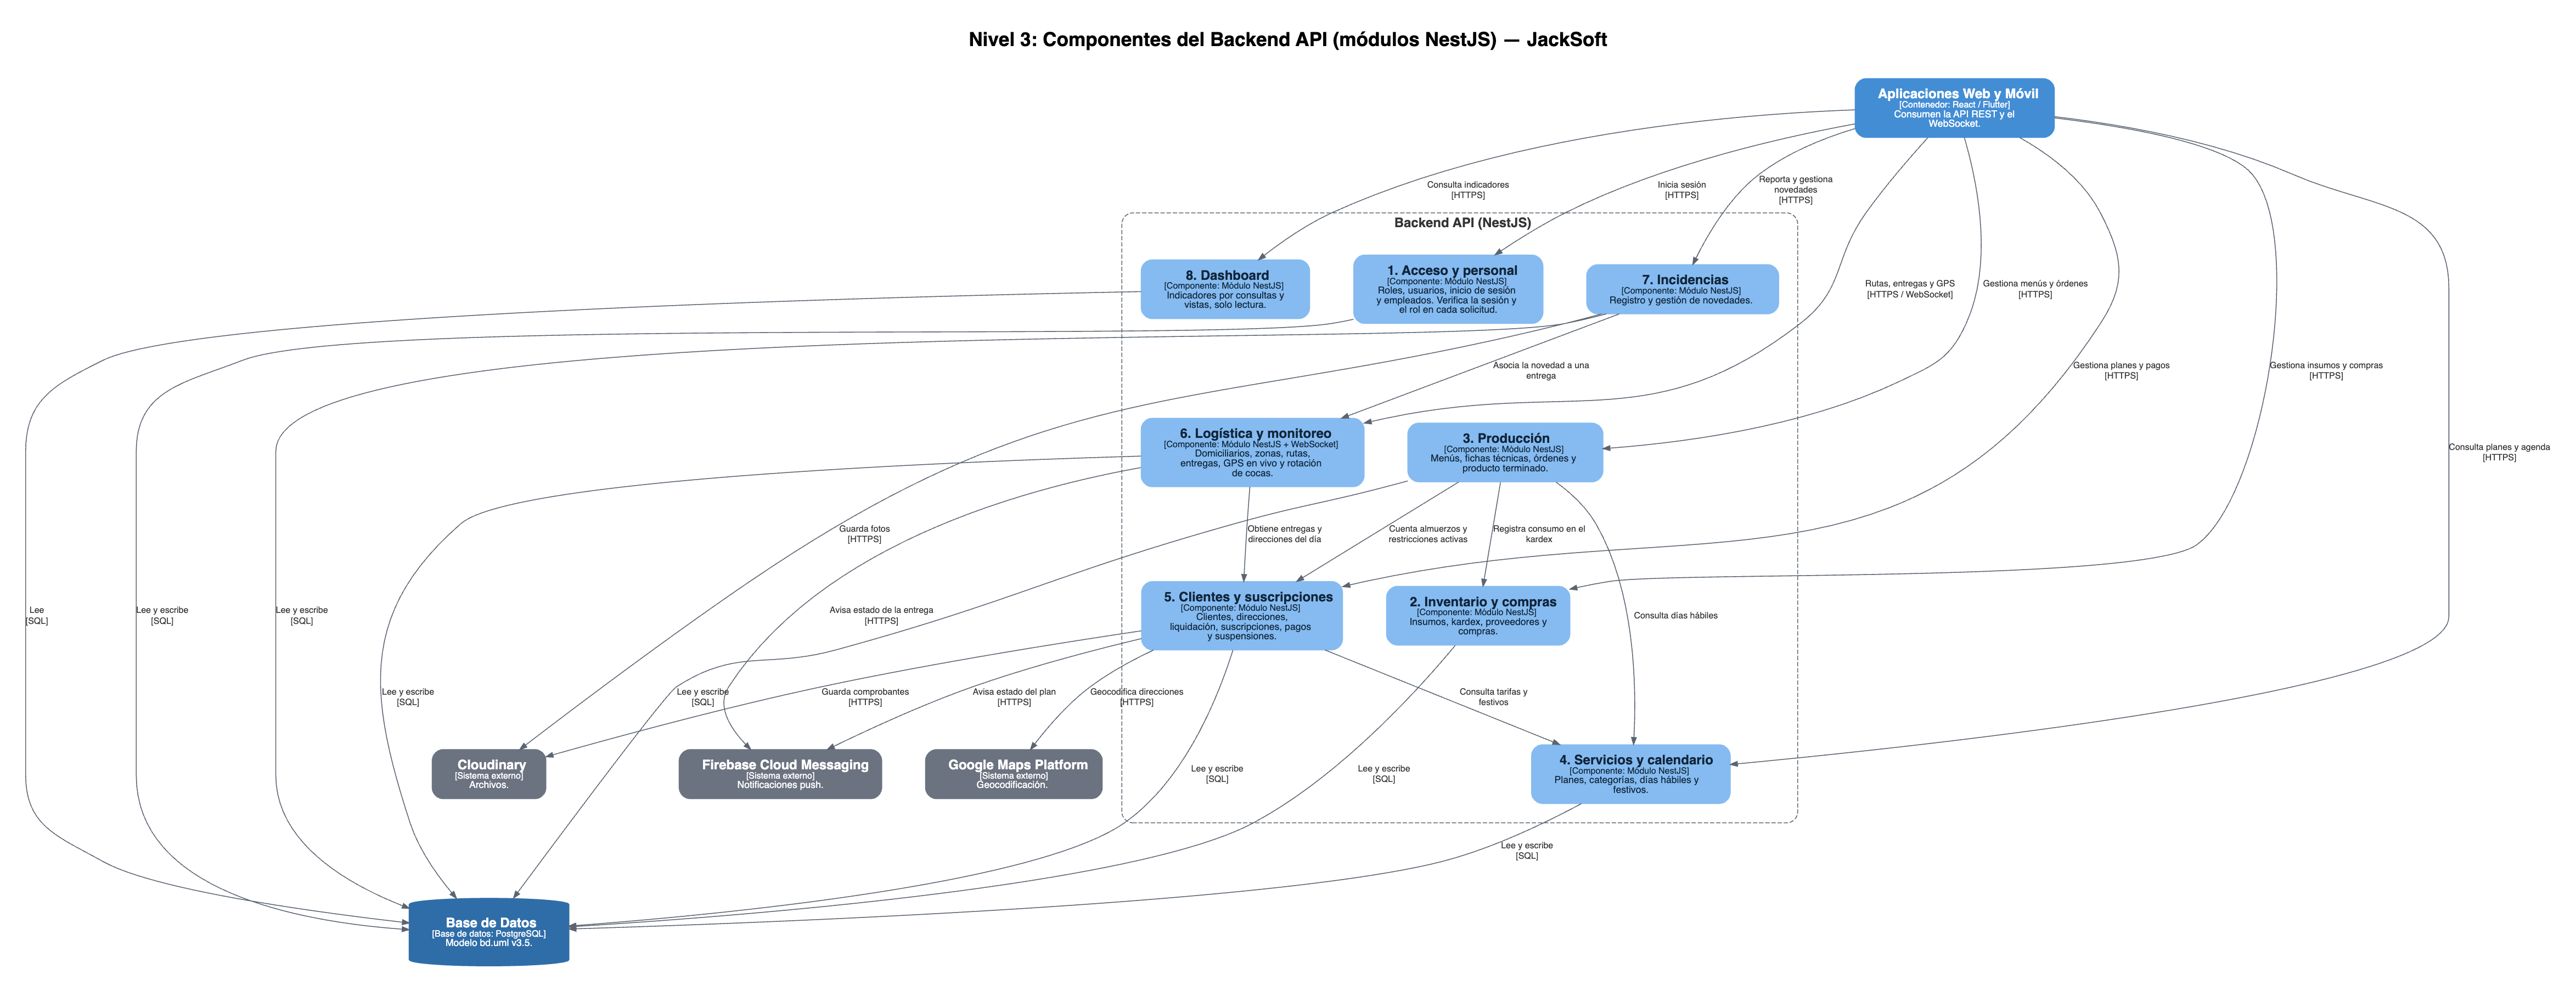 Nivel 3: Componentes del Backend API (módulos NestJS) — JackSoft
Aplicaciones Web y Móvil
[Contenedor: React / Flutter]
Consumen la API REST y el
WebSocket.
Consulta indicadores
[HTTPS]
Inicia sesión
[HTTPS]
Reporta y gestiona
novedades
[HTTPS]
Backend API (NestJS)
8. Dashboard
[Componente: Módulo NestJS]
Indicadores por consultas y
vistas, solo lectura.
1. Acceso y personal
[Componente: Módulo NestJS]
Roles, usuarios, inicio de sesión
y empleados. Verifica la sesión y
el rol en cada solicitud.
7. Incidencias
[Componente: Módulo NestJS]
Registro y gestión de novedades.
Rutas, entregas y GPS
[HTTPS / WebSocket]
Gestiona menús y órdenes
[HTTPS]
Asocia la novedad a una
entrega
Gestiona planes y pagos
[HTTPS]
Gestiona insumos y compras
[HTTPS]
6. Logística y monitoreo
[Componente: Módulo NestJS + WebSocket]
Domiciliarios, zonas, rutas,
entregas, GPS en vivo y rotación
de cocas.
3. Producción
[Componente: Módulo NestJS]
Menús, fichas técnicas, órdenes y
producto terminado.
Consulta planes y agenda
[HTTPS]
Guarda fotos
[HTTPS]
Obtiene entregas y
direcciones del día
Cuenta almuerzos y
restricciones activas
Registra consumo en el
kardex
Lee
[SQL]
Lee y escribe
[SQL]
Lee y escribe
[SQL]
Avisa estado de la entrega
[HTTPS]
5. Clientes y suscripciones
[Componente: Módulo NestJS]
Clientes, direcciones,
liquidación, suscripciones, pagos
y suspensiones.
2. Inventario y compras
[Componente: Módulo NestJS]
Insumos, kardex, proveedores y
compras.
Consulta días hábiles
Lee y escribe
[SQL]
Lee y escribe
[SQL]
Guarda comprobantes
[HTTPS]
Avisa estado del plan
[HTTPS]
Geocodifica direcciones
[HTTPS]
Consulta tarifas y
festivos
Cloudinary
[Sistema externo]
Archivos.
Firebase Cloud Messaging
[Sistema externo]
Notificaciones push.
Google Maps Platform
[Sistema externo]
Geocodificación.
Lee y escribe
[SQL]
Lee y escribe
[SQL]
4. Servicios y calendario
[Componente: Módulo NestJS]
Planes, categorías, días hábiles y
festivos.
Lee y escribe
[SQL]
Base de Datos
[Base de datos: PostgreSQL]
Modelo bd.uml v3.5.